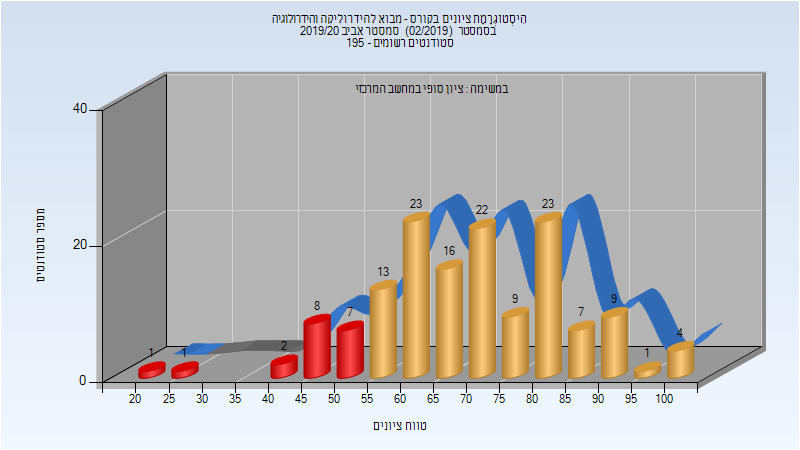 היסטוגרמת ציונים בקורס - מבוא להידרוליקה והידרולוגיה
בסמסטר (02/2019) סמסטר אביב 2019/20
סטודנטים רשומים - 195
במשימה : ציון סופי במחשב המרכזי
מספר סטודנטים
40
20
0
1
1
2
8
7
13
23
16
22
9
23
7
9
1
4
20 25 30 35 40 45 50 55 60 65 70 75 80 85 90 95 100
טווח ציונים